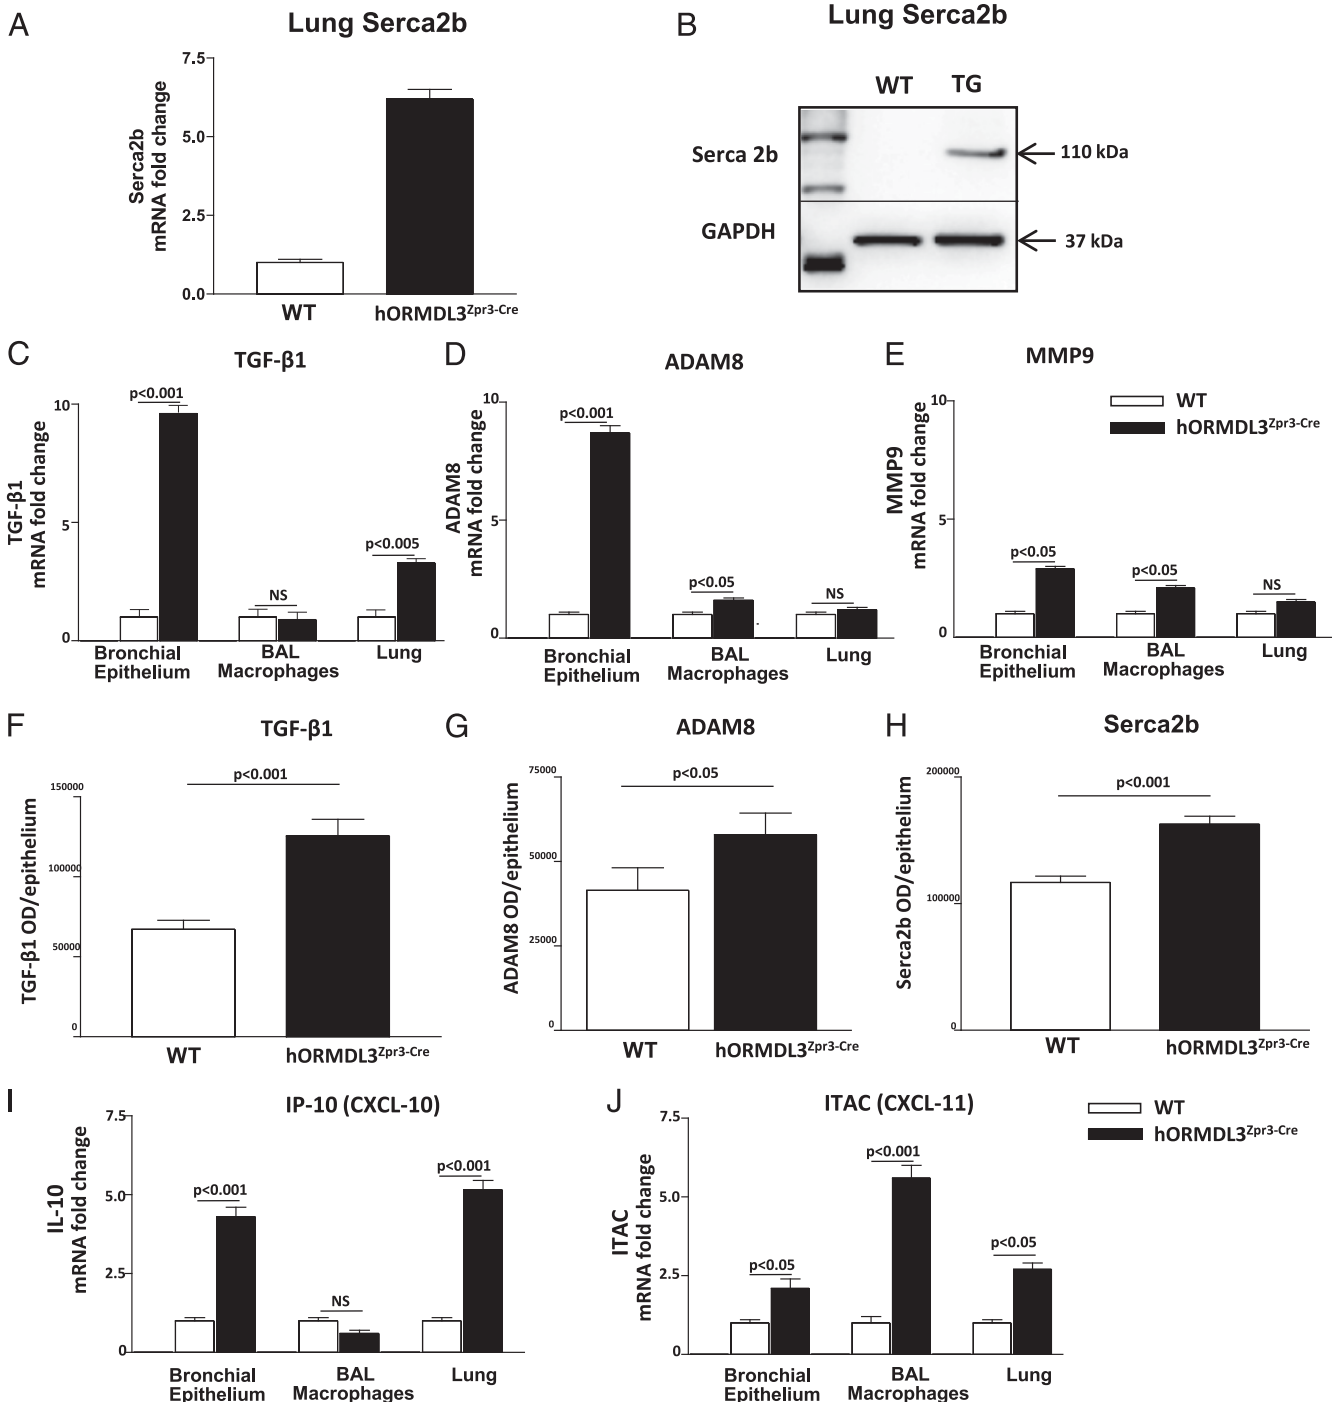 A
Lung Serca2b
Serca2b
mRNA fold change
7.5
5.0
2.5
0.0
WT
hORMDL3Zpr3-Cre
B
Lung Serca2b
WT TG
Serca 2b
110 kDa
GAPDH
37 kDa
C
TGF-β1
TGF-β1
mRNA fold change
10
5
0
p<0.001
NS
p<0.005
Bronchial
Epithelium
BAL
Macrophages
Lung
D
ADAM8
ADAM8
mRNA fold change
10
5
0
p<0.001
p<0.05
NS
Bronchial
Epithelium
BAL
Macrophages
Lung
E
MMP9
MMP9
mRNA fold change
10
5
0
WT
hORMDL3Zpr3-Cre
p<0.05
p<0.05
NS
Bronchial
Epithelium
BAL
Macrophages
Lung
F
TGF-β1
TGF-β1 OD/epithelium
150000
100000
50000
0
p<0.001
WT
hORMDL3Zpr3-Cre
G
ADAM8
ADAM8 OD/epithelium
75000
50000
25000
0
p<0.05
WT
hORMDL3Zpr3-Cre
H
Serca2b
Serca2b OD/epithelium
200000
100000
0
p<0.001
WT
hORMDL3Zpr3-Cre
I
IP-10 (CXCL-10)
IL-10
mRNA fold change
7.5
5.0
2.5
0
p<0.001
NS
p<0.001
Bronchial
Epithelium
BAL
Macrophages
Lung
J
ITAC (CXCL-11)
ITAC
mRNA fold change
7.5
5.0
2.5
0
p<0.05
p<0.001
p<0.05
Bronchial
Epithelium
BAL
Macrophages
Lung
WT
hORMDL3Zpr3-Cre